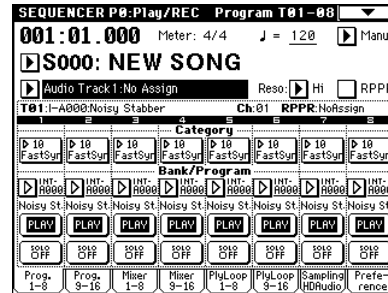 SEQUENCER P0:Play/REC Program T01-08
001:01.000 Meter: 4/4 ♩ = 120 Manu
S000: NEW SONG
Audio Track1:No Assign Reso: Hi RPPR
T01:I-A000:Noisy Stabber Ch:01 RPPR:NoAssign
1 2 3 4 5 6 7 8
Category
10 10 10 10 10 10 10 10
FastSyn FastSyn FastSyn FastSyn FastSyn FastSyn FastSyn FastSyn
Bank/Program
INT- INT- INT- INT- INT- INT- INT- INT-
A000 A000 A000 A000 A000 A000 A000 A000
Noisy St Noisy St Noisy St Noisy St Noisy St Noisy St Noisy St Noisy St
PLAY PLAY PLAY PLAY PLAY PLAY PLAY PLAY
SOLO SOLO SOLO SOLO SOLO SOLO SOLO SOLO
OFF OFF OFF OFF OFF OFF OFF OFF
Prog. Prog. Mixer Mixer PlyLoop PlyLoop Sampling Prefe-
1-8 9-16 1-8 9-16 1-8 9-16 HDAudio rence